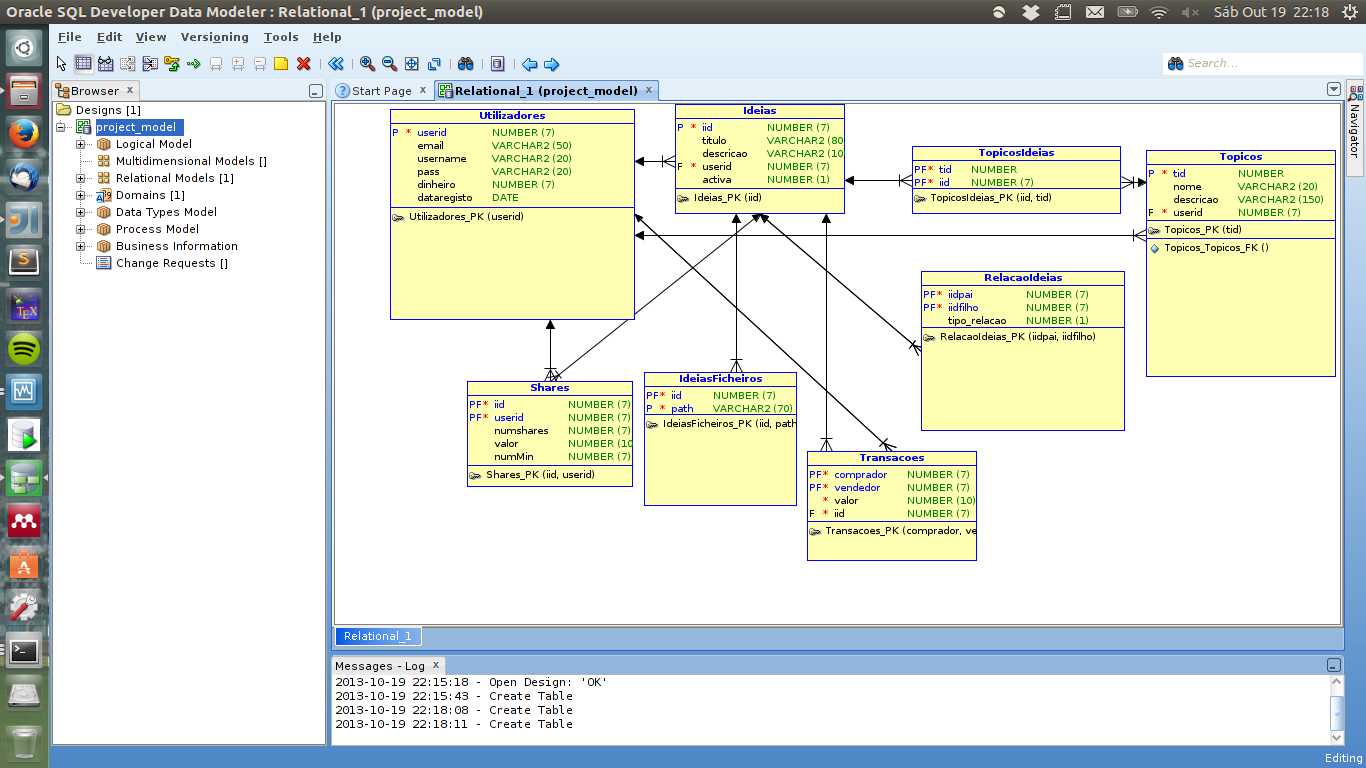 Oracle SQL Developer Data Modeler : Relational_1 (project_model)
Sáb Out 19 22:18
File Edit View Versioning Tools Help
Search...
Browser x
Designs [1]
project_model
Logical Model
Multidimensional Models []
Relational Models [1]
Domains [1]
Data Types Model
Process Model
Business Information
Change Requests []
Start Page x
Relational_1 (project_model) x
Navigator
Utilizadores
P * userid NUMBER (7)
email VARCHAR2 (50)
username VARCHAR2 (20)
pass VARCHAR2 (20)
dinheiro NUMBER (7)
dataregisto DATE
Utilizadores_PK (userid)
Ideias
P * iid NUMBER (7)
titulo VARCHAR2 (80
descricao VARCHAR2 (10
F * userid NUMBER (7)
activa NUMBER (1)
Ideias_PK (iid)
TopicosIdeias
PF* tid NUMBER
PF* iid NUMBER (7)
TopicosIdeias_PK (iid, tid)
Topicos
P * tid NUMBER
nome VARCHAR2 (20)
descricao VARCHAR2 (150)
F * userid NUMBER (7)
Topicos_PK (tid)
Topicos_Topicos_FK ()
RelacaoIdeias
PF* iidpai NUMBER (7)
PF* iidfilho NUMBER (7)
tipo_relacao NUMBER (1)
RelacaoIdeias_PK (iidpai, iidfilho)
Shares
PF* iid NUMBER (7)
PF* userid NUMBER (7)
numshares NUMBER (7)
valor NUMBER (10
numMin NUMBER (7)
Shares_PK (iid, userid)
IdeiasFicheiros
PF* iid NUMBER (7)
P * path VARCHAR2 (70)
IdeiasFicheiros_PK (iid, path
Transacoes
PF* comprador NUMBER (7)
PF* vendedor NUMBER (7)
* valor NUMBER (10)
F * iid NUMBER (7)
Transacoes_PK (comprador, ve
Relational_1
Messages - Log x
2013-10-19 22:15:18 - Open Design: 'OK'
2013-10-19 22:15:43 - Create Table
2013-10-19 22:18:08 - Create Table
2013-10-19 22:18:11 - Create Table
Editing